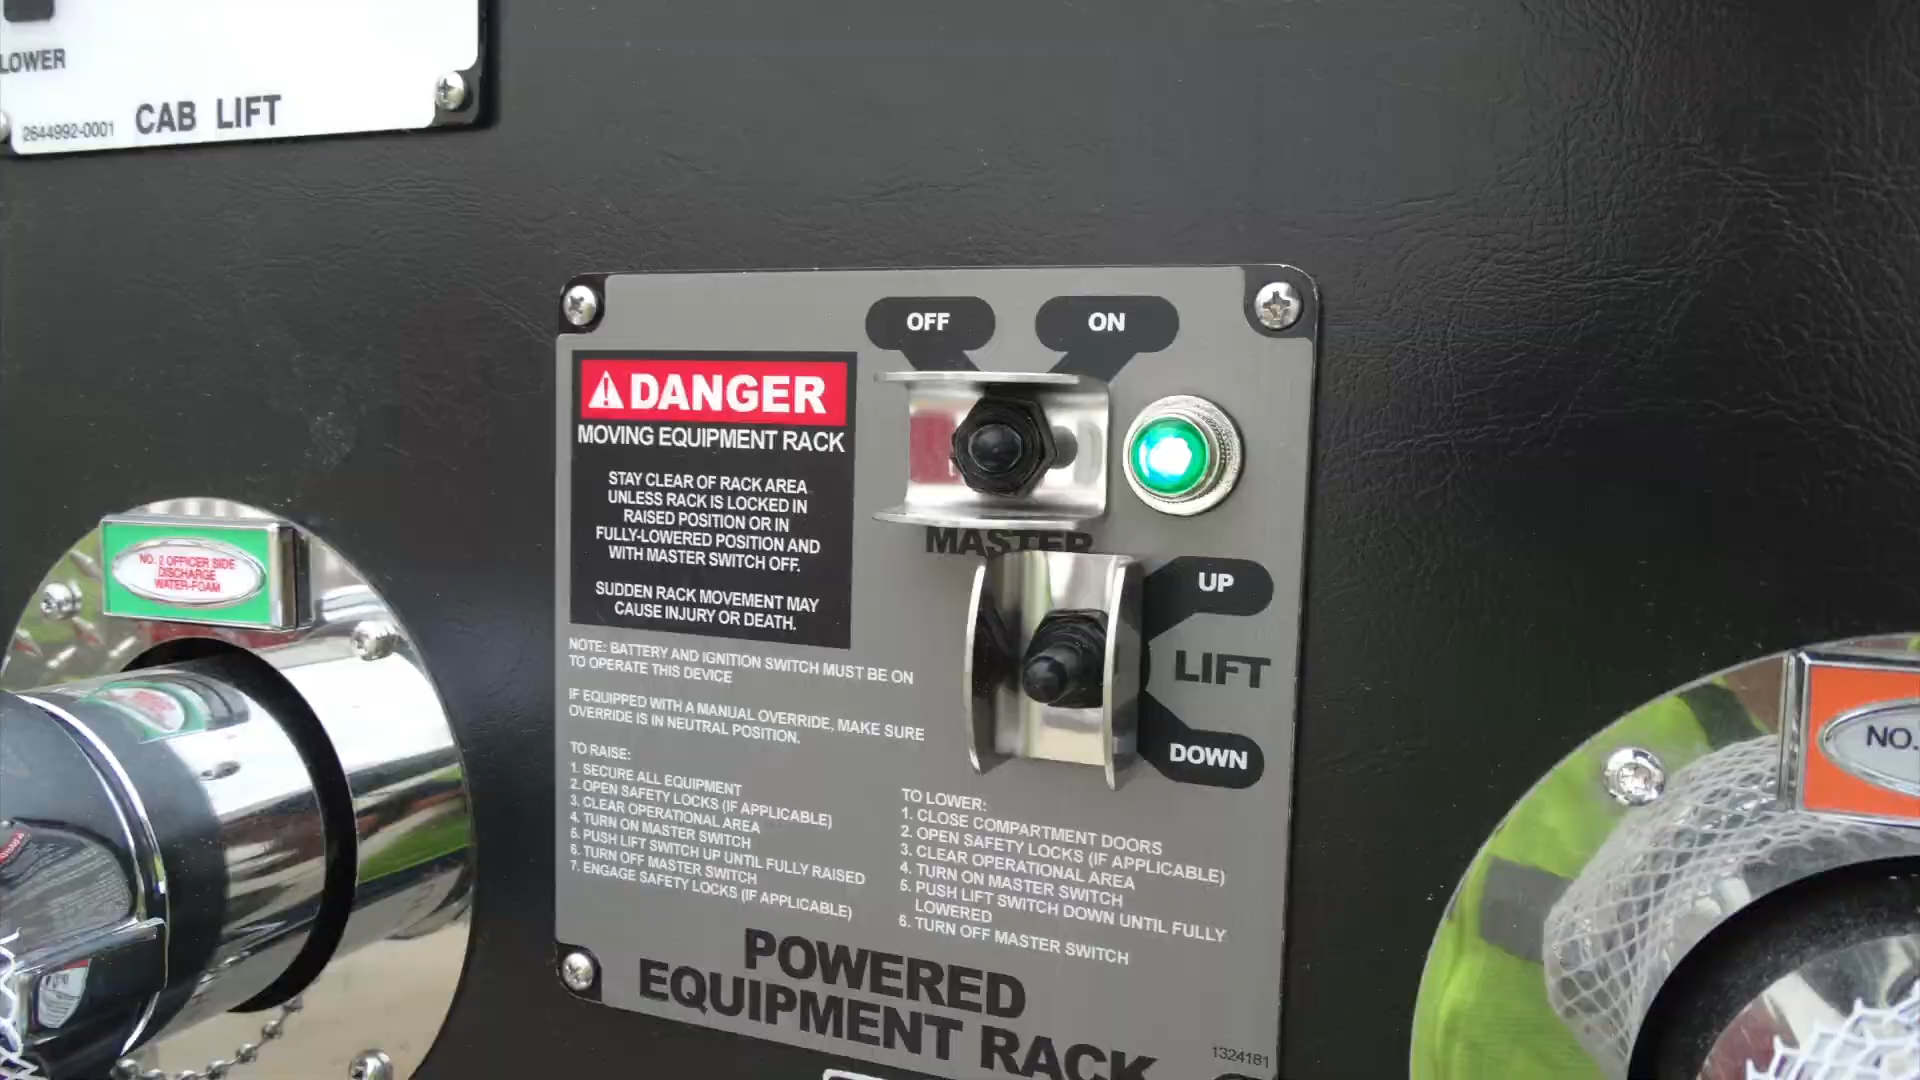 LOWER
2644992-0001 CAB LIFT
OFF
ON
DANGER
MOVING EQUIPMENT RACK
STAY CLEAR OF RACK AREA
UNLESS RACK IS LOCKED IN
RAISED POSITION OR IN
FULLY-LOWERED POSITION AND
WITH MASTER SWITCH OFF.
SUDDEN RACK MOVEMENT MAY
CAUSE INJURY OR DEATH.
MASTER
UP
LIFT
DOWN
NOTE: BATTERY AND IGNITION SWITCH MUST BE ON
TO OPERATE THIS DEVICE
IF EQUIPPED WITH A MANUAL OVERRIDE, MAKE SURE
OVERRIDE IS IN NEUTRAL POSITION.
TO RAISE:
1. SECURE ALL EQUIPMENT
2. OPEN SAFETY LOCKS (IF APPLICABLE)
3. CLEAR OPERATIONAL AREA
4. TURN ON MASTER SWITCH
5. PUSH LIFT SWITCH UP UNTIL FULLY RAISED
6. TURN OFF MASTER SWITCH
7. ENGAGE SAFETY LOCKS (IF APPLICABLE)
TO LOWER:
1. CLOSE COMPARTMENT DOORS
2. OPEN SAFETY LOCKS (IF APPLICABLE)
3. CLEAR OPERATIONAL AREA
4. TURN ON MASTER SWITCH
5. PUSH LIFT SWITCH DOWN UNTIL FULLY
LOWERED
6. TURN OFF MASTER SWITCH
POWERED
EQUIPMENT RACK
1324181
NO. 2 OFFICER SIDE
DISCHARGE
WATER-FOAM
NO.